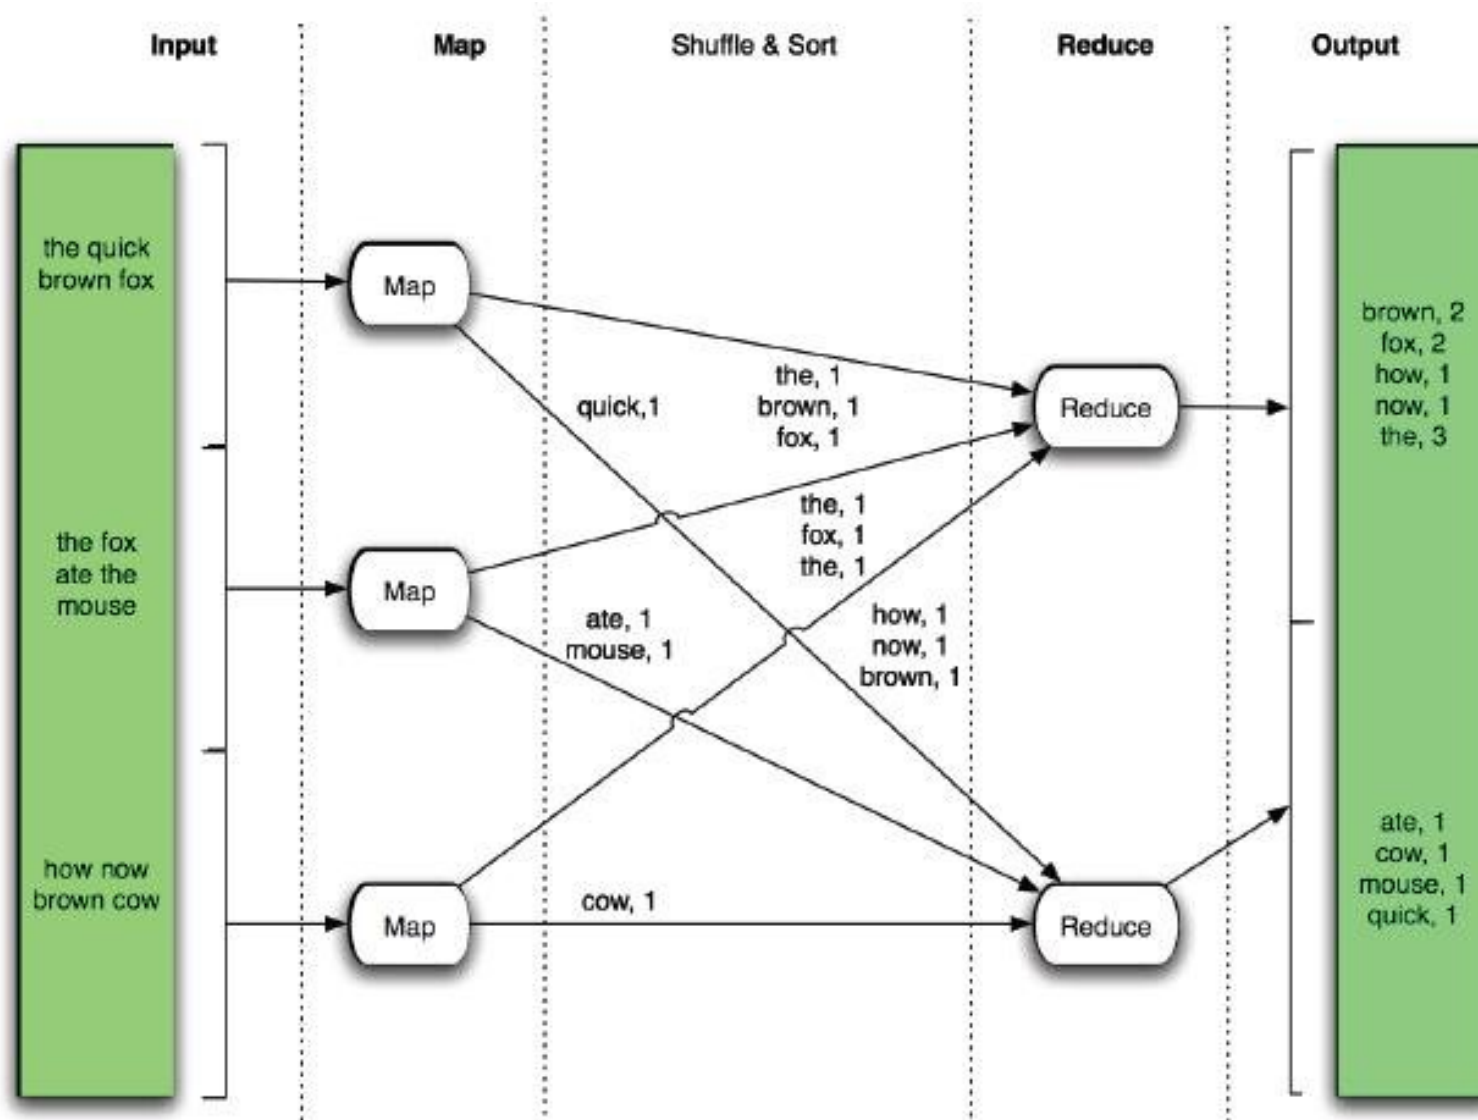 Input
Map
Shuffle & Sort
Reduce
Output
the quick
brown fox
the fox
ate the
mouse
how now
brown cow
Map
Map
Map
quick,1
the, 1
brown, 1
fox, 1
the, 1
fox, 1
the, 1
ate, 1
mouse, 1
how, 1
now, 1
brown, 1
cow, 1
Reduce
Reduce
brown, 2
fox, 2
how, 1
now, 1
the, 3
ate, 1
cow, 1
mouse, 1
quick, 1